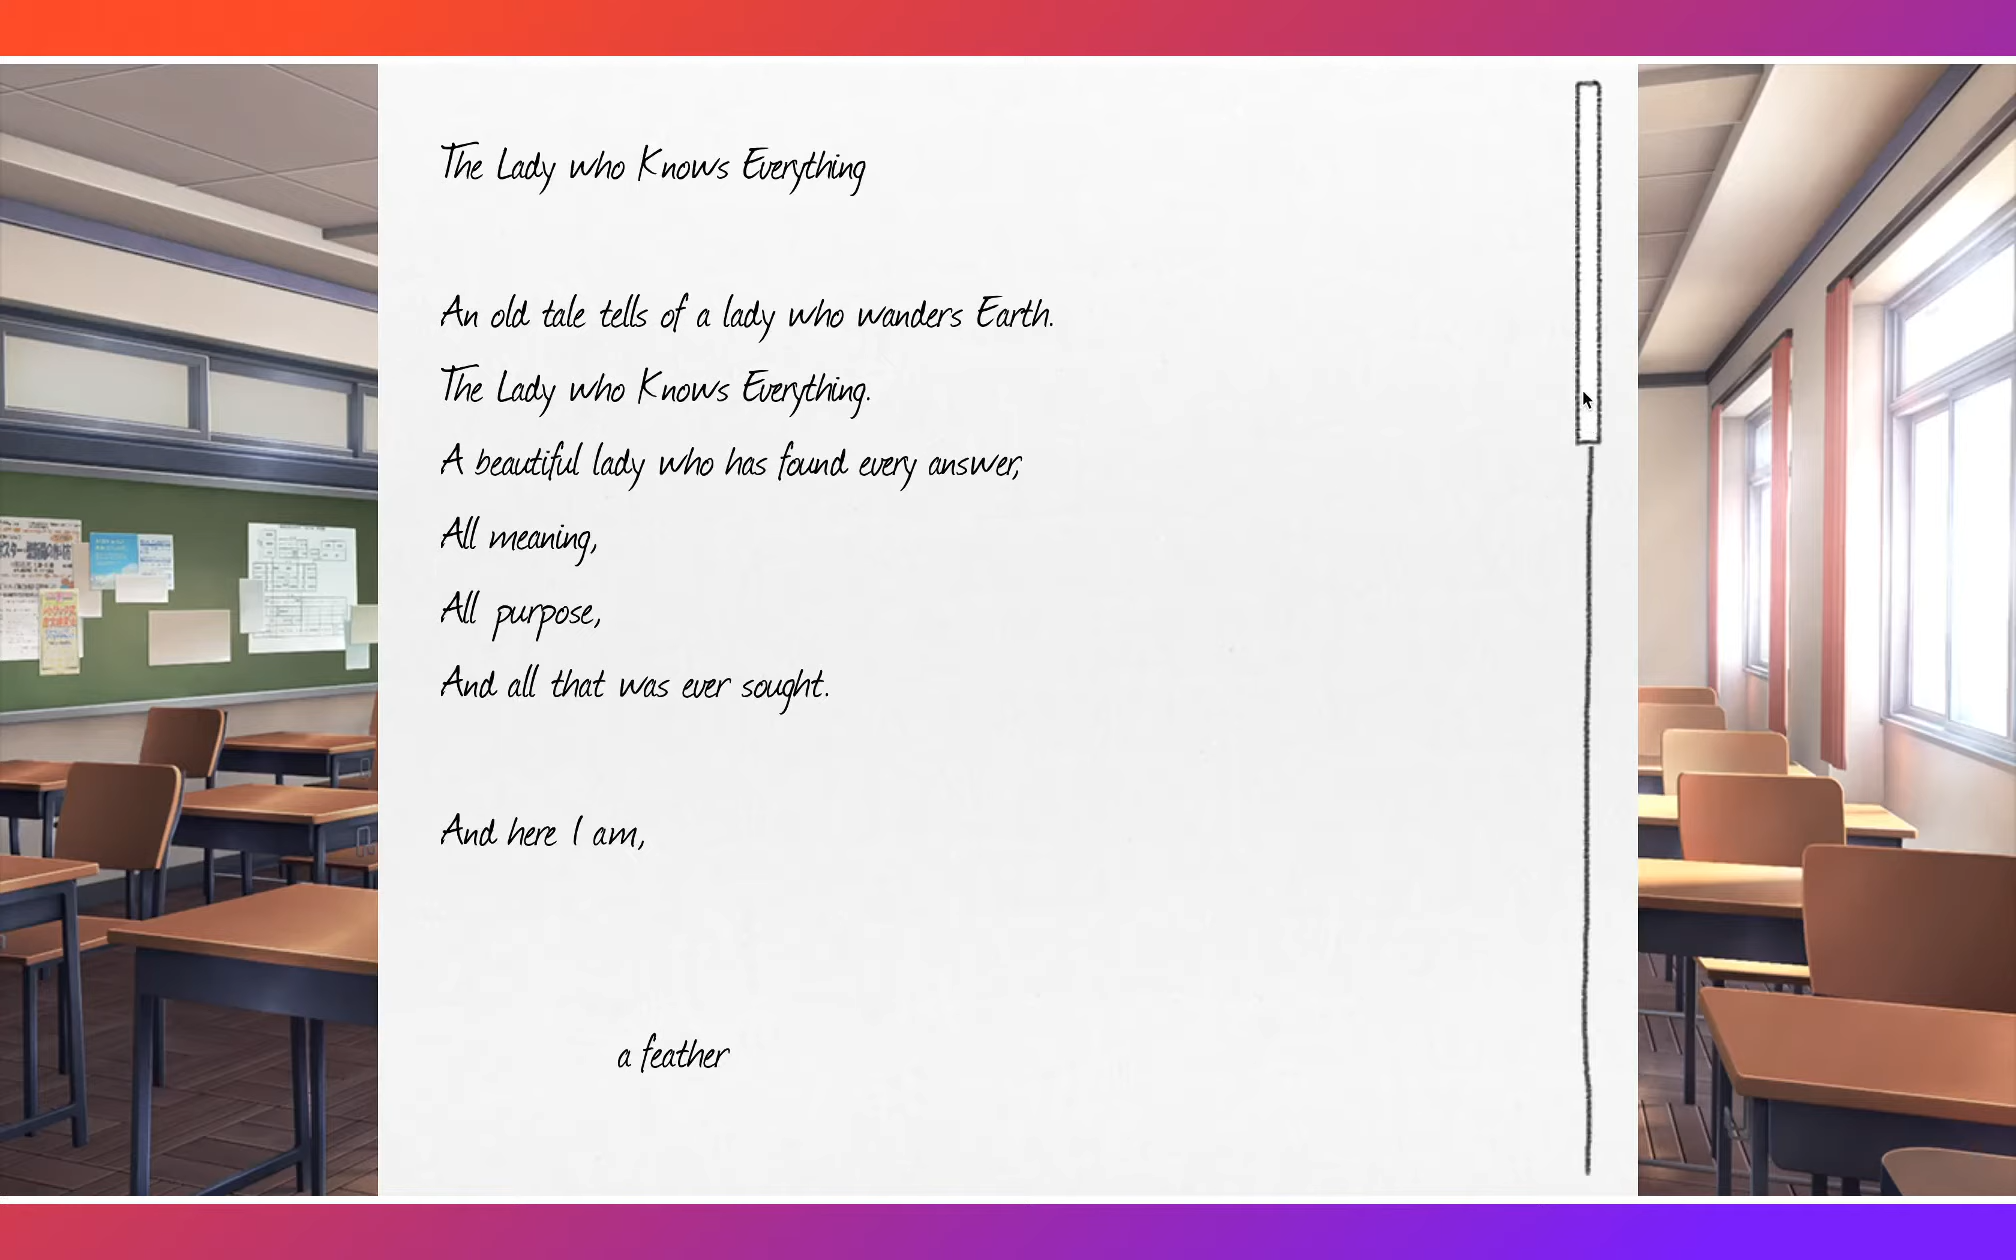 The Lady who Knows Everything
An old tale tells of a lady who wanders Earth.
The Lady who Knows Everything.
A beautiful lady who has found every answer,
All meaning,
All purpose,
And all that was ever sought.
And here I am,
a feather